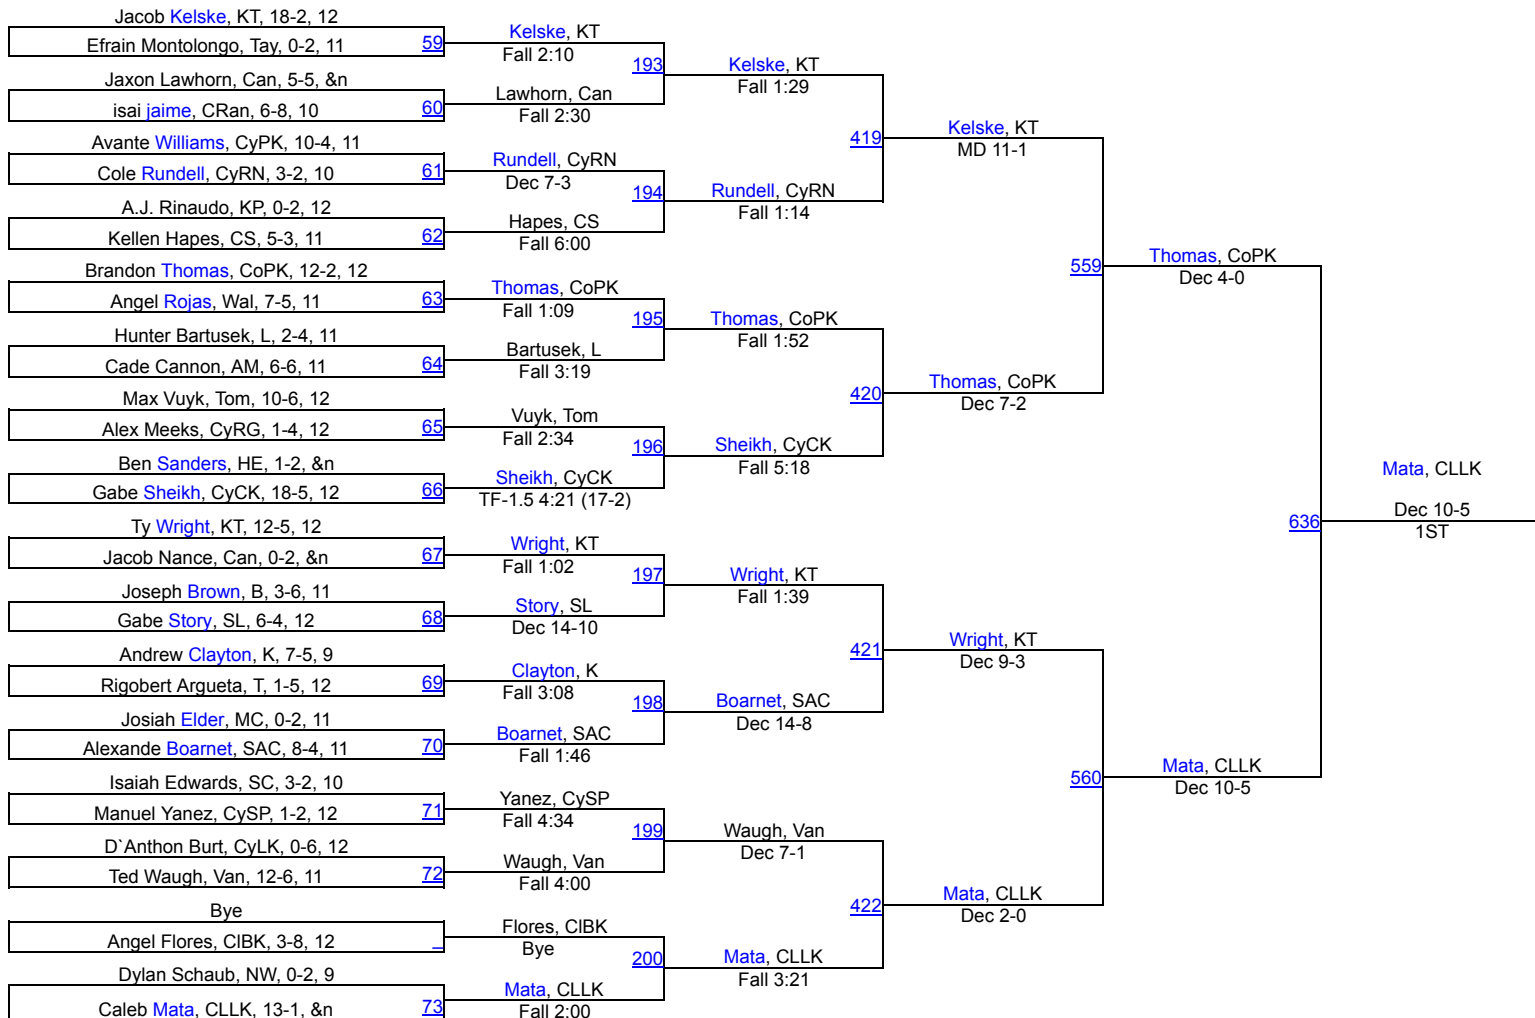 Jacob Kelske, KT, 18-2, 12
Efrain Montolongo, Tay, 0-2, 11
59
Jaxon Lawhorn, Can, 5-5, &n
isai jaime, CRan, 6-8, 10
60
Avante Williams, CyPK, 10-4, 11
Cole Rundell, CyRN, 3-2, 10
61
A.J. Rinaudo, KP, 0-2, 12
Kellen Hapes, CS, 5-3, 11
62
Brandon Thomas, CoPK, 12-2, 12
Angel Rojas, Wal, 7-5, 11
63
Hunter Bartusek, L, 2-4, 11
Cade Cannon, AM, 6-6, 11
64
Max Vuyk, Tom, 10-6, 12
Alex Meeks, CyRG, 1-4, 12
65
Ben Sanders, HE, 1-2, &n
Gabe Sheikh, CyCK, 18-5, 12
66
Ty Wright, KT, 12-5, 12
Jacob Nance, Can, 0-2, &n
67
Joseph Brown, B, 3-6, 11
Gabe Story, SL, 6-4, 12
68
Andrew Clayton, K, 7-5, 9
Rigobert Argueta, T, 1-5, 12
69
Josiah Elder, MC, 0-2, 11
Alexande Boarnet, SAC, 8-4, 11
70
Isaiah Edwards, SC, 3-2, 10
Manuel Yanez, CySP, 1-2, 12
71
D`Anthon Burt, CyLK, 0-6, 12
Ted Waugh, Van, 12-6, 11
72
Bye
Angel Flores, ClBK, 3-8, 12
_
Dylan Schaub, NW, 0-2, 9
Caleb Mata, CLLK, 13-1, &n
73
Kelske, KT
Fall 2:10
193
Lawhorn, Can
Fall 2:30
Rundell, CyRN
Dec 7-3
194
Hapes, CS
Fall 6:00
Thomas, CoPK
Fall 1:09
195
Bartusek, L
Fall 3:19
Vuyk, Tom
Fall 2:34
196
Sheikh, CyCK
TF-1.5 4:21 (17-2)
Wright, KT
Fall 1:02
197
Story, SL
Dec 14-10
Clayton, K
Fall 3:08
198
Boarnet, SAC
Fall 1:46
Yanez, CySP
Fall 4:34
199
Waugh, Van
Fall 4:00
Flores, ClBK
Bye
200
Mata, CLLK
Fall 2:00
Kelske, KT
Fall 1:29
419
Rundell, CyRN
Fall 1:14
Thomas, CoPK
Fall 1:52
420
Sheikh, CyCK
Fall 5:18
Wright, KT
Fall 1:39
421
Boarnet, SAC
Dec 14-8
Waugh, Van
Dec 7-1
422
Mata, CLLK
Fall 3:21
Kelske, KT
MD 11-1
559
Thomas, CoPK
Dec 7-2
Wright, KT
Dec 9-3
560
Mata, CLLK
Dec 2-0
Thomas, CoPK
Dec 4-0
636
Mata, CLLK
Dec 10-5
Mata, CLLK
Dec 10-5
1ST